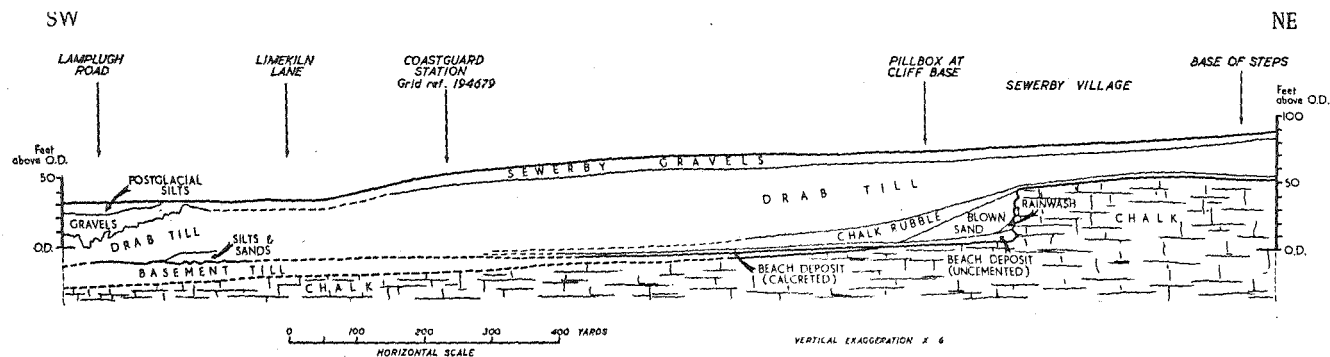 SW
NE
LAMPLUGH
ROAD
LIMEKILN
LANE
COASTGUARD
STATION
Grid ref. 194679
PILLBOX AT
CLIFF BASE
SEWERBY VILLAGE
BASE OF STEPS
Feet
above O.D.
100
50
O.D.
Feet
above O.D.
50
O.D.
POSTGLACIAL
SILTS
GRAVELS
DRAB TILL
SILTS &
SANDS
BASEMENT TILL
CHALK
SEWERBY GRAVELS
DRAB TILL
CHALK RUBBLE
BLOWN
SAND
RAINWASH
CHALK
BEACH DEPOSIT
(CALCRETED)
BEACH DEPOSIT
(UNCEMENTED)
0 100 200 300 400 YARDS
HORIZONTAL SCALE
VERTICAL EXAGGERATION X 6